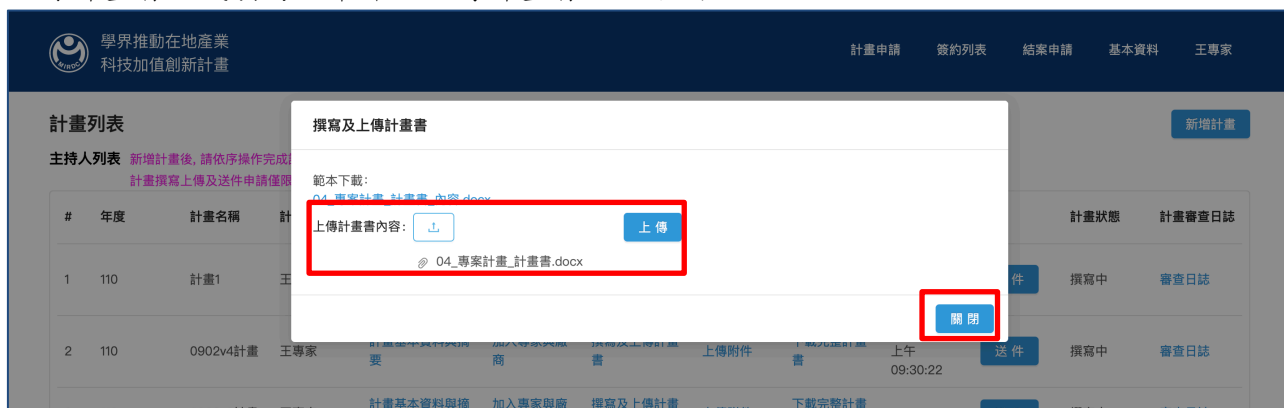 學界推動在地產業
科技加值創新計畫
計畫申請 簽約列表 結案申請 基本資料 王專家
計畫列表
新增計畫
撰寫及上傳計畫書
主持人列表 新增計畫後, 請依序操作完成
計畫撰寫上傳及送件申請僅限
範本下載:
04_專案計畫_計畫書_內容.docx
上傳計畫書內容: 上 傳
04_專案計畫_計畫書.docx
# 年度 計畫名稱 計 計畫狀態 計畫審查日誌
1 110 計畫1 王 件 撰寫中 審查日誌
關 閉
2 110 0902v4計畫 王專家 計畫基本資料與摘要 加入專家與廠商 撰寫及上傳計畫書 上傳附件 下載完整計畫書 上午 09:30:22 送 件 撰寫中 審查日誌
計畫基本資料與摘 加入專家與廠 撰寫及上傳計畫 下載完整計畫